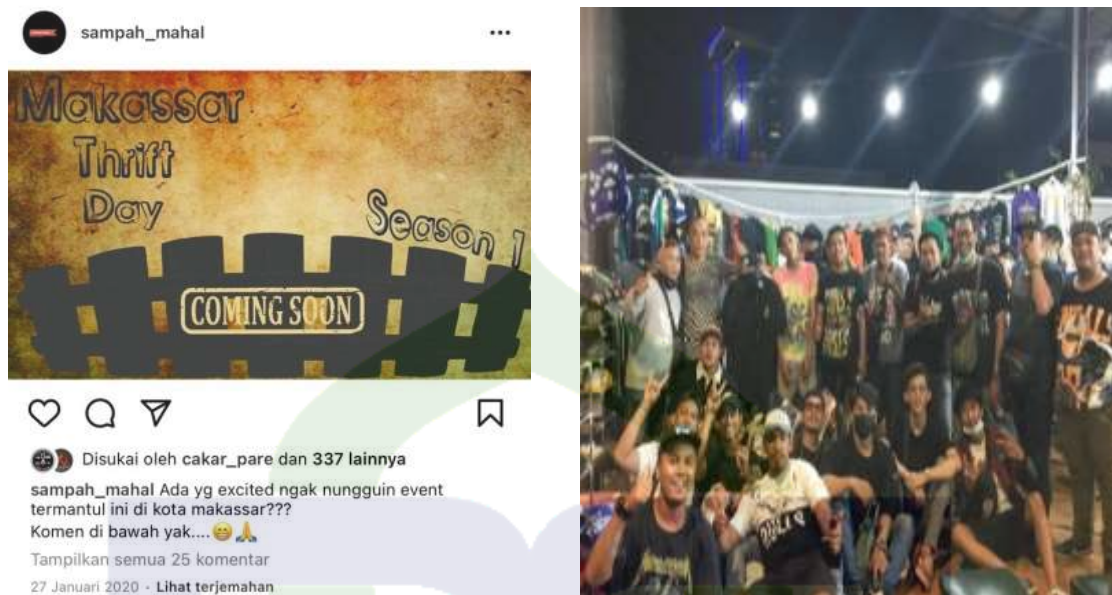 sampah_mahal
Makassar
Thrift
Day
Season 1
COMING SOON
Disukai oleh cakar_pare dan 337 lainnya
sampah_mahal Ada yg excited ngak nungguin event
termantul ini di kota makassar???
Komen di bawah yak....😁🙏
Tampilkan semua 25 komentar
27 Januari 2020 · Lihat terjemahan